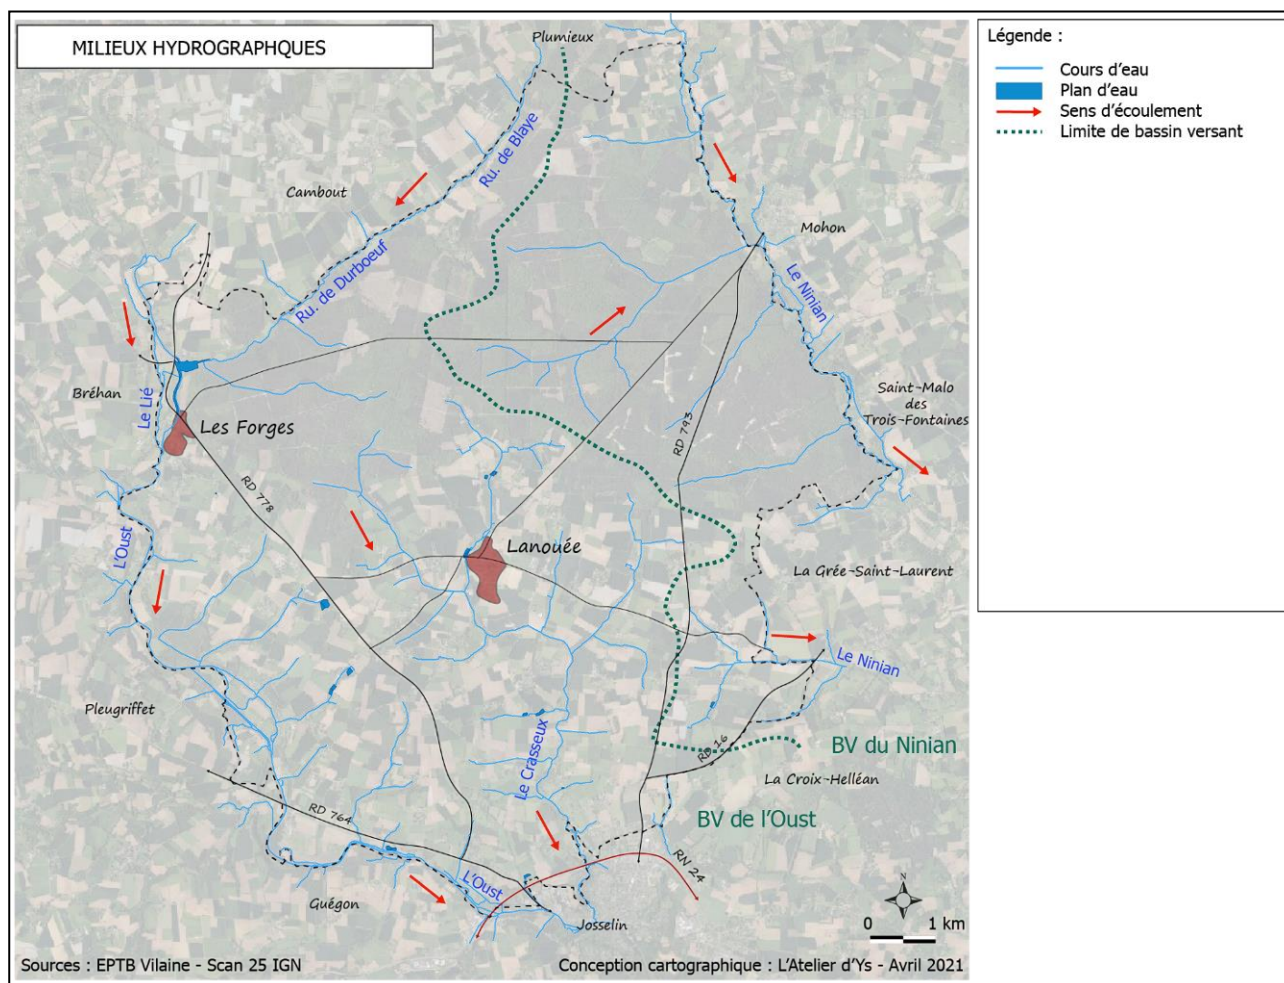 MILIEUX HYDROGRAPHQUES
Légende :
Cours d'eau
Plan d'eau
Sens d'écoulement
Limite de bassin versant
Plumieux
Ru. de Blaye
Cambout
Mohon
Ru. de Durboeuf
Le Ninian
Bréhan
Le Lié
Les Forges
Saint-Malo
des
Trois-Fontaines
RD 793
RD 778
L'Oust
Lanouée
La Grée-Saint-Laurent
Le Ninian
Pleugriffet
Le Crasseux
RD 16
BV du Ninian
La Croix-Helléan
RD 764
BV de l'Oust
RN 24
L'Oust
Guégon
Josselin
N
0 1 km
Sources : EPTB Vilaine - Scan 25 IGN
Conception cartographique : L'Atelier d'Ys - Avril 2021